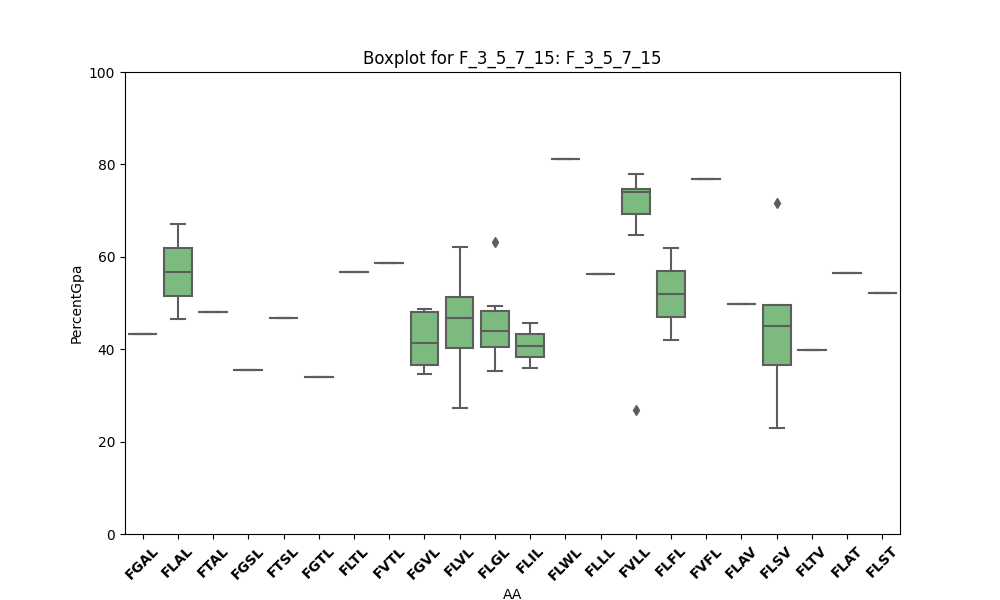 Boxplot for F_3_5_7_15: F_3_5_7_15
100
80
60
40
20
0
PercentGpa
FGAL
FLAL
FTAL
FGSL
FTSL
FGTL
FLTL
FVTL
FGVL
FLVL
FLGL
FLIL
FLWL
FLLL
FVLL
FLFL
FVFL
FLAV
FLSV
FLTV
FLAT
FLST
AA